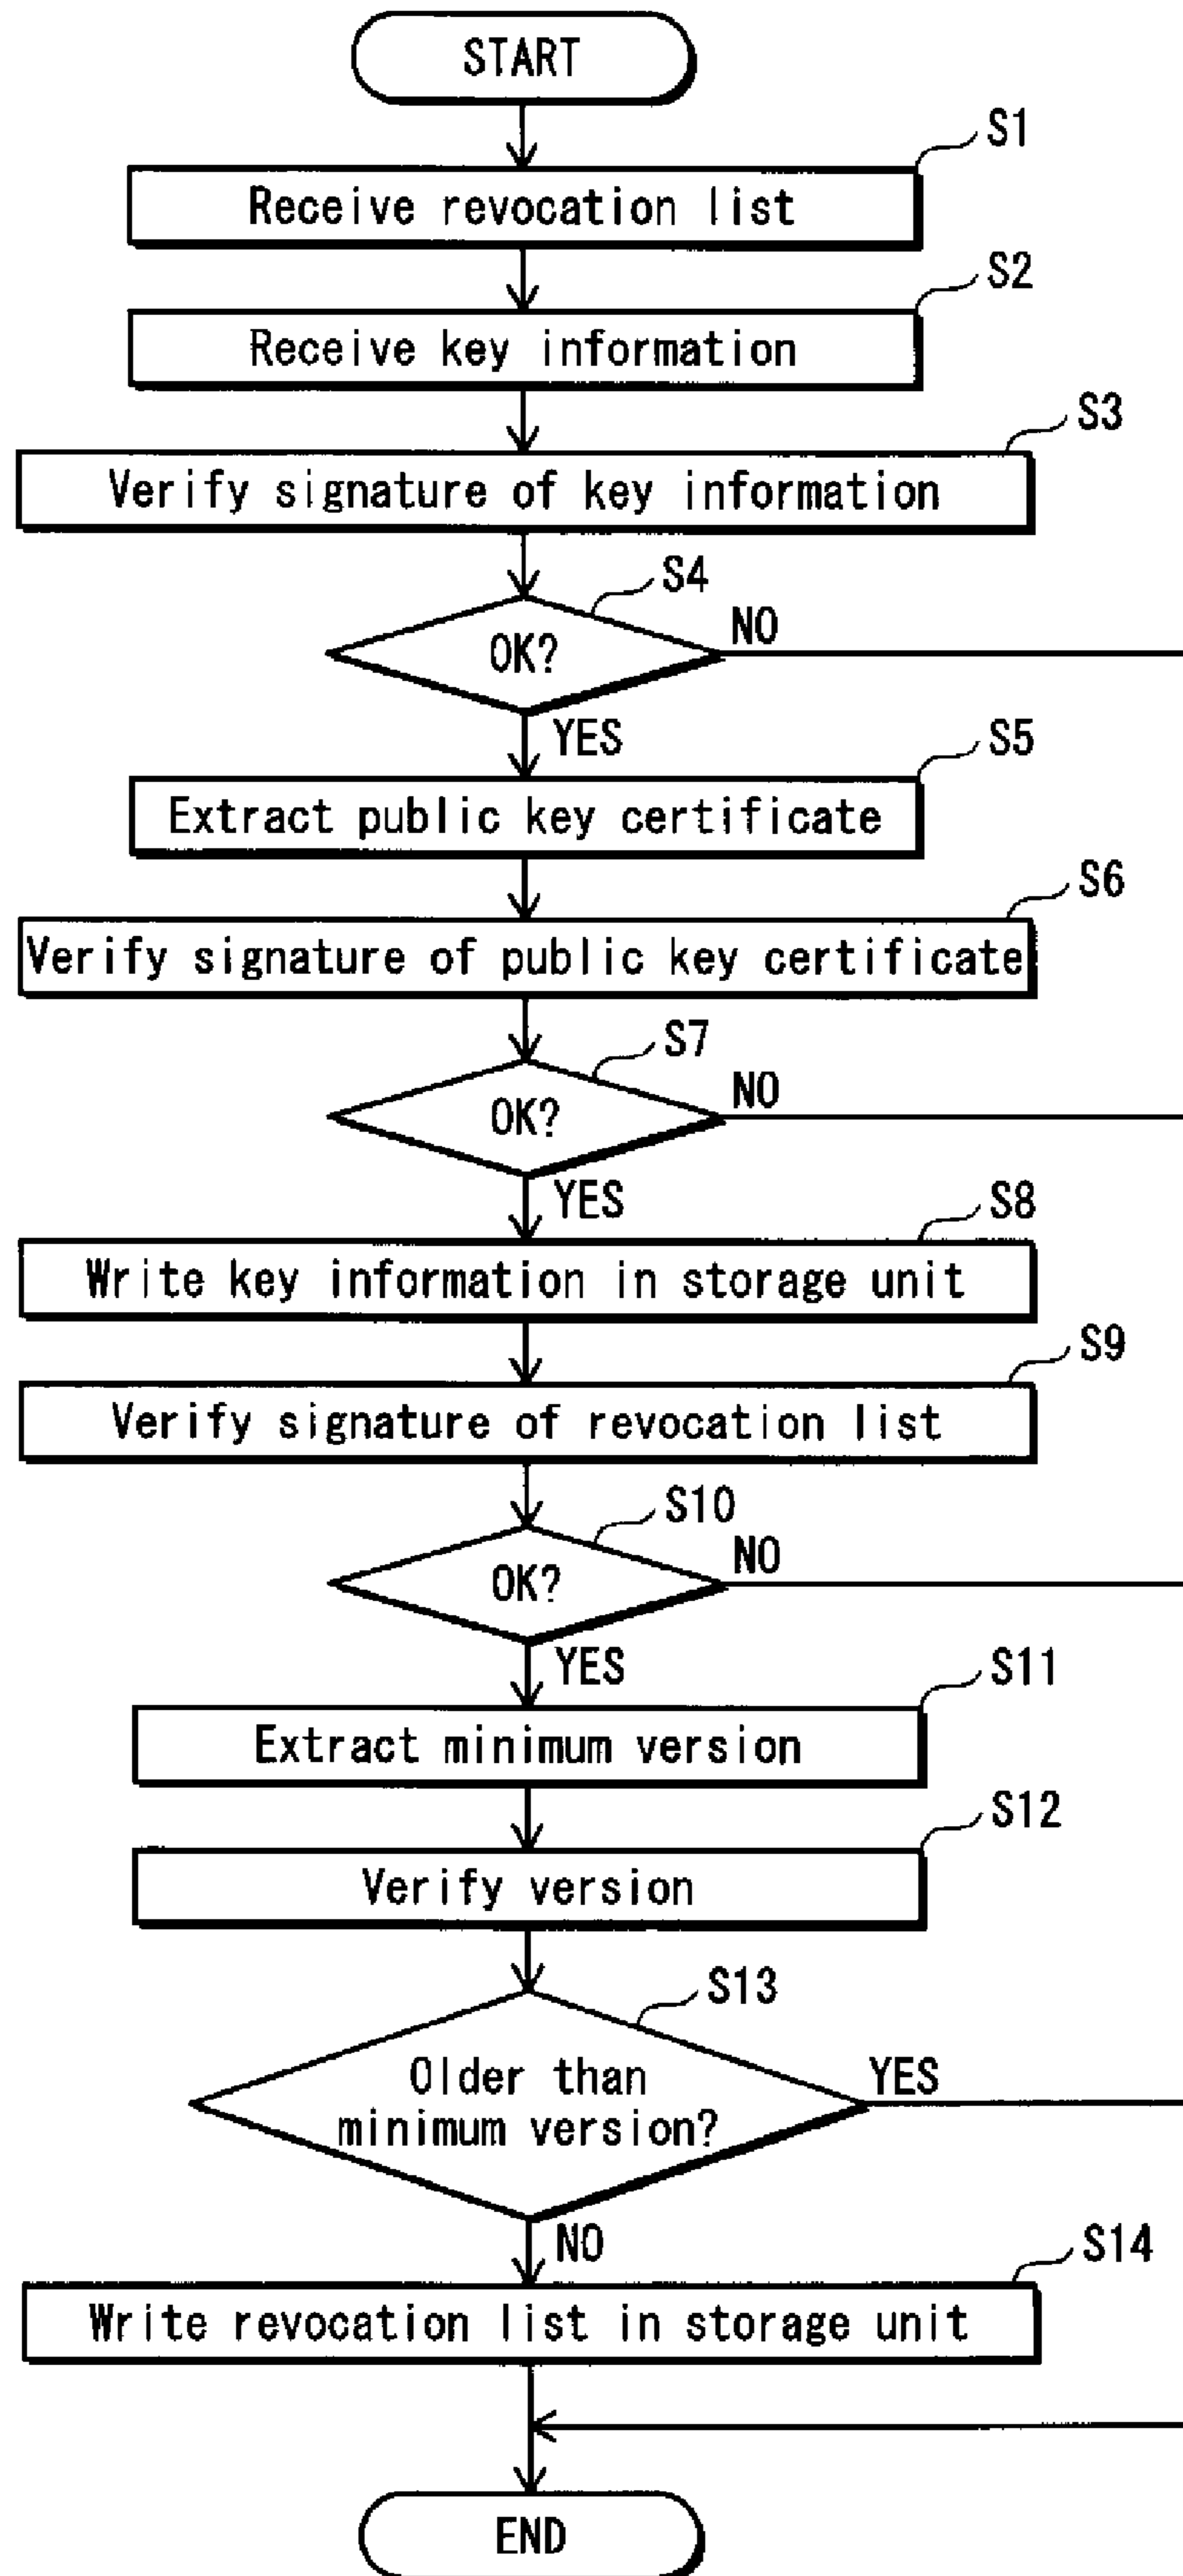 START
S1
Receive revocation list
S2
Receive key information
S3
Verify signature of key information
S4
OK?
NO
YES
S5
Extract public key certificate
S6
Verify signature of public key certificate
S7
OK?
NO
YES
S8
Write key information in storage unit
S9
Verify signature of revocation list
S10
OK?
NO
YES
S11
Extract minimum version
S12
Verify version
S13
Older than
minimum version?
YES
NO
S14
Write revocation list in storage unit
END